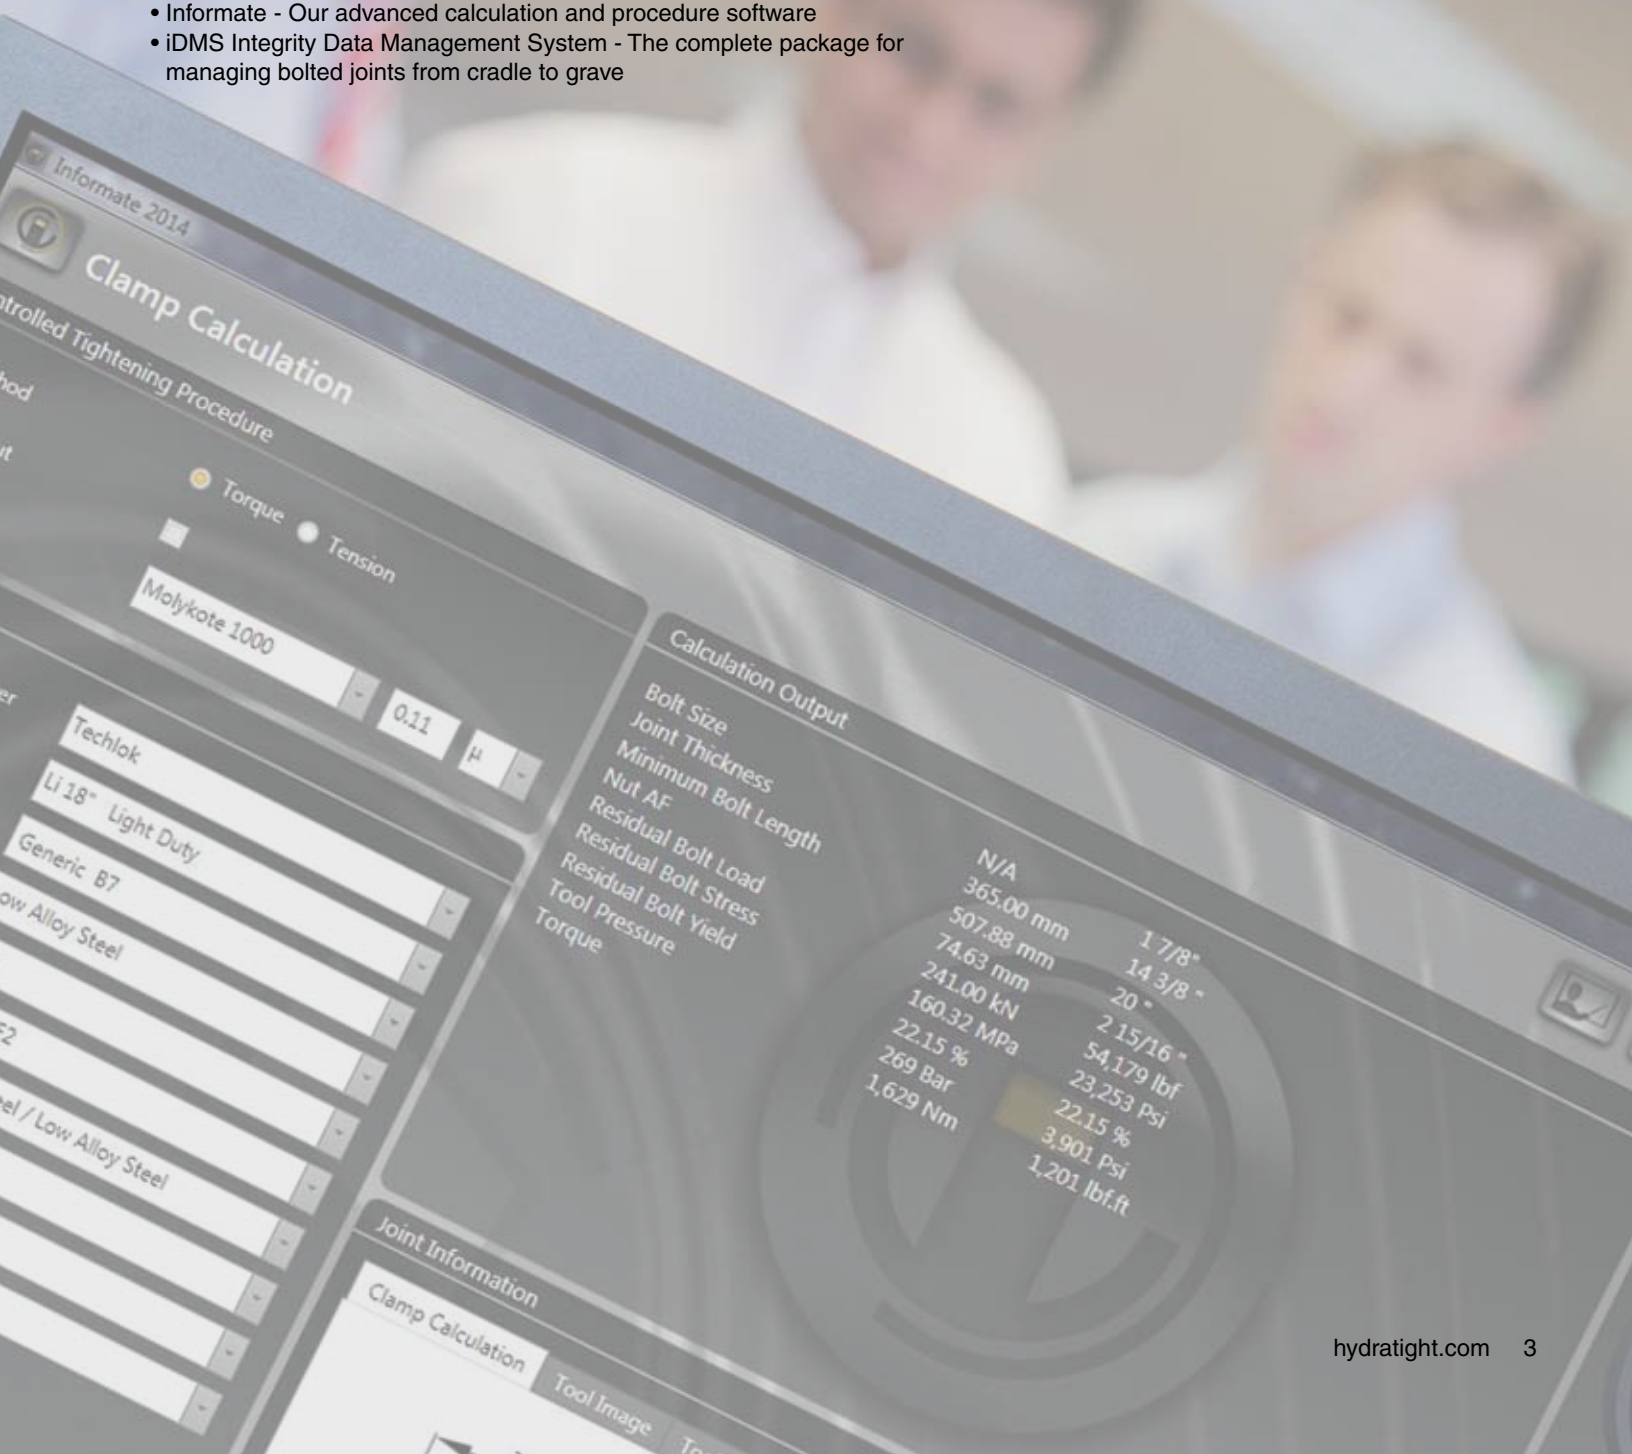 • Informate - Our advanced calculation and procedure software
• iDMS Integrity Data Management System - The complete package for
managing bolted joints from cradle to grave
Informate 2014
Clamp Calculation
Tightening Procedure
Torque
Tension
Molykote 1000
0.11
µ
Techlok
Li 18" Light Duty
Generic B7
Alloy Steel
/ Low Alloy Steel
Calculation Output
Bolt Size N/A 1 7/8"
Joint Thickness 365.00 mm 14 3/8 "
Minimum Bolt Length 507.88 mm 20 "
Nut AF 74.63 mm 2 15/16 "
Residual Bolt Load 241.00 kN 54,179 lbf
Residual Bolt Stress 160.32 MPa 23,253 Psi
Residual Bolt Yield 22.15 % 22.15 %
Tool Pressure 269 Bar 3,901 Psi
Torque 1,629 Nm 1,201 lbf.ft
Joint Information
Clamp Calculation
Tool Image
hydratight.com 3